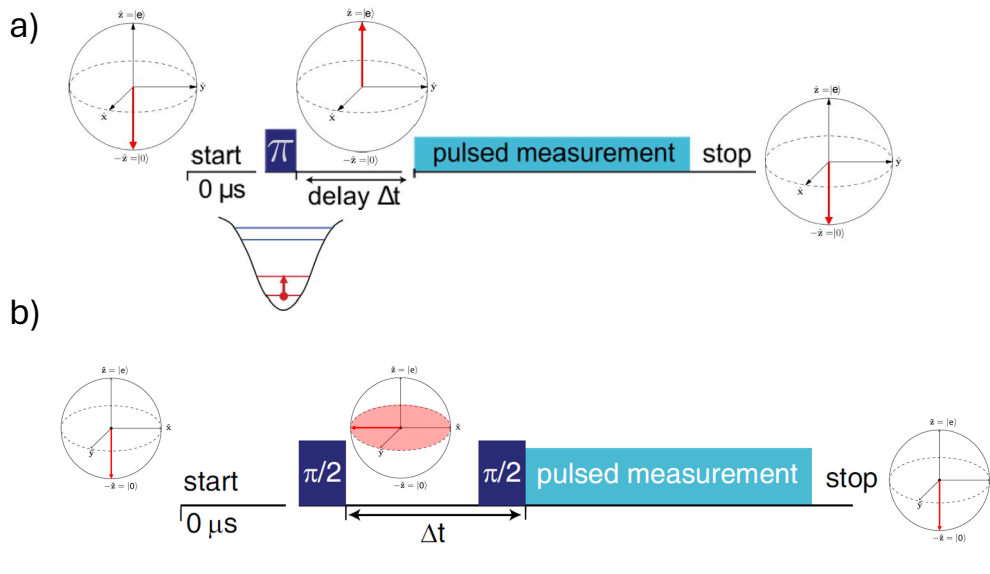 a)
ẑ = |e⟩
ŷ
x̂
−ẑ = |0⟩
ẑ = |e⟩
ŷ
x̂
−ẑ = |0⟩
start
π
pulsed measurement
stop
0 μs
delay Δt
ẑ = |e⟩
ŷ
x̂
−ẑ = |0⟩
b)
ẑ = |e⟩
x̂
ŷ
−ẑ = |0⟩
ẑ = |e⟩
x̂
ŷ
−ẑ = |0⟩
start
π/2
π/2
pulsed measurement
stop
0 μs
Δt
ẑ = |e⟩
x̂
ŷ
−ẑ = |0⟩